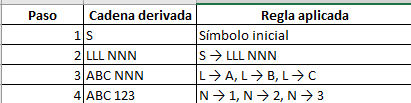 Paso Cadena derivada Regla aplicada
1 S Símbolo inicial
2 LLL NNN S → LLL NNN
3 ABC NNN L → A, L → B, L → C
4 ABC 123 N → 1, N → 2, N → 3